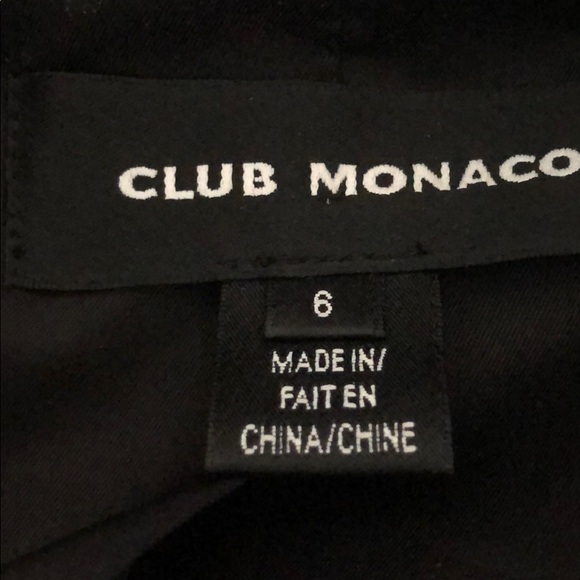 CLUB MONACO
6
MADE IN/
FAIT EN
CHINA/CHINE